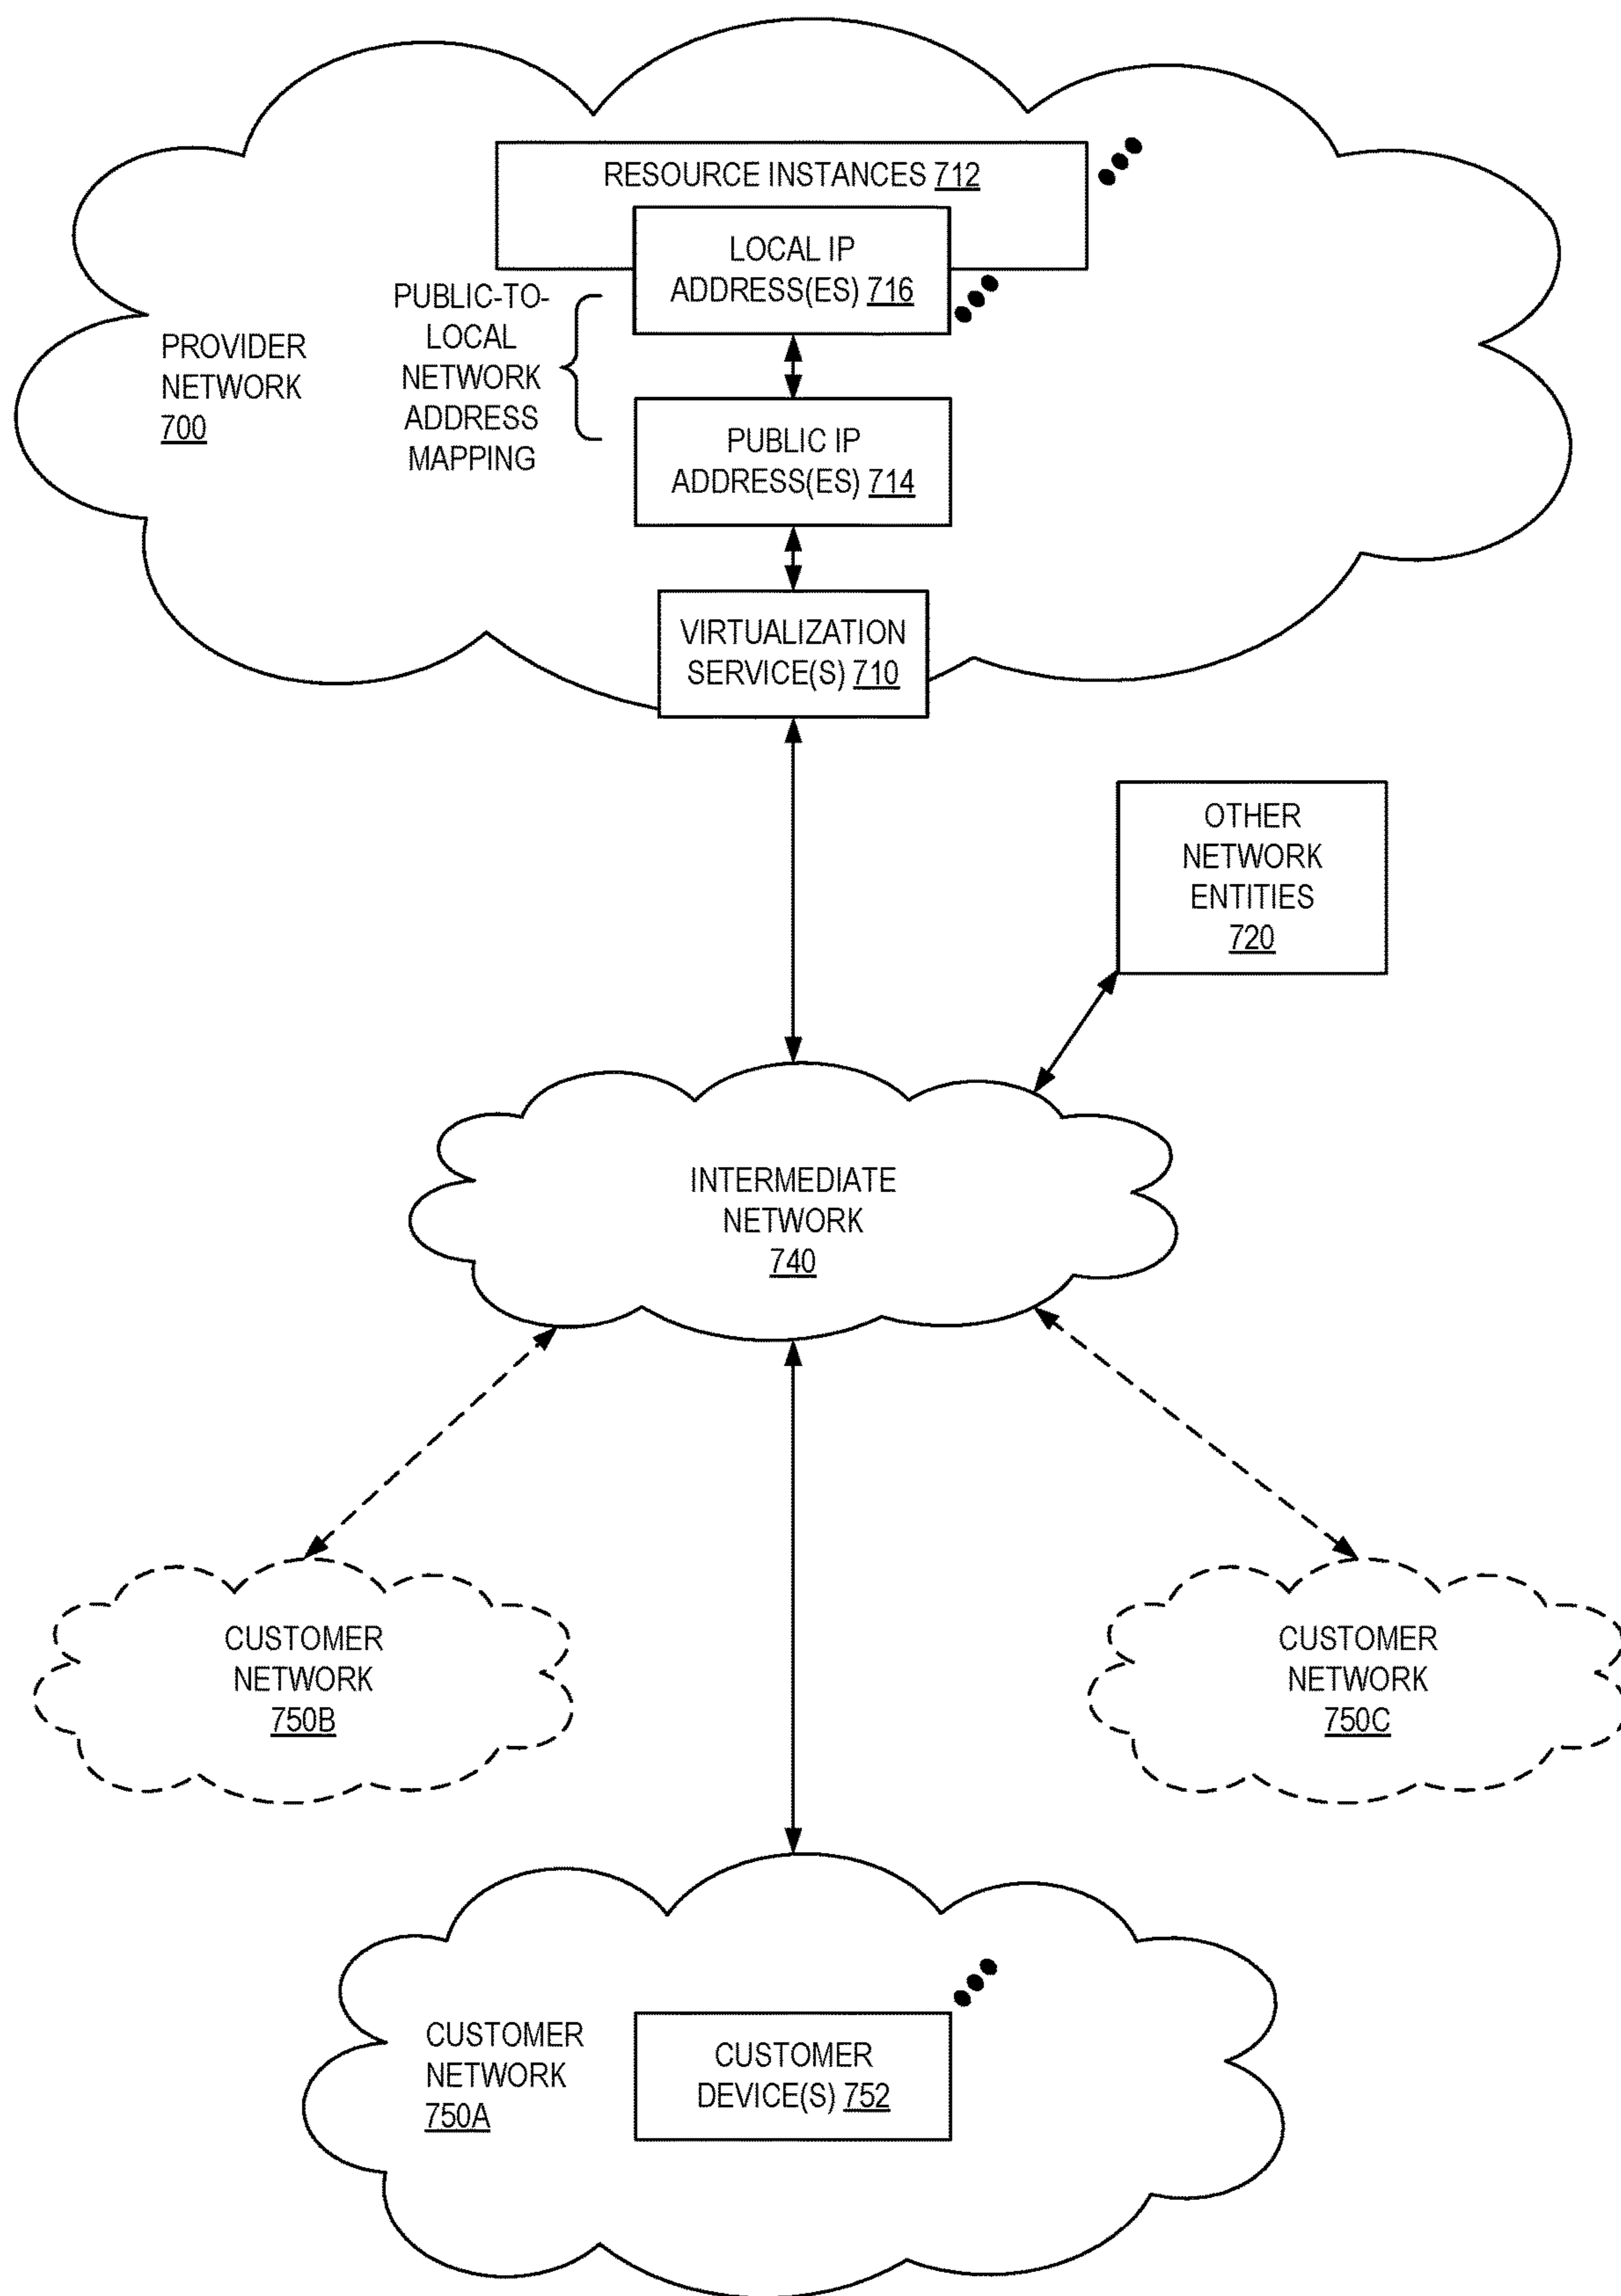 RESOURCE INSTANCES 712
LOCAL IP
ADDRESS(ES) 716
PUBLIC-TO-
LOCAL
NETWORK
ADDRESS
MAPPING
PROVIDER
NETWORK
700
PUBLIC IP
ADDRESS(ES) 714
VIRTUALIZATION
SERVICE(S) 710
OTHER
NETWORK
ENTITIES
720
INTERMEDIATE
NETWORK
740
CUSTOMER
NETWORK
750B
CUSTOMER
NETWORK
750C
CUSTOMER
NETWORK
750A
CUSTOMER
DEVICE(S) 752